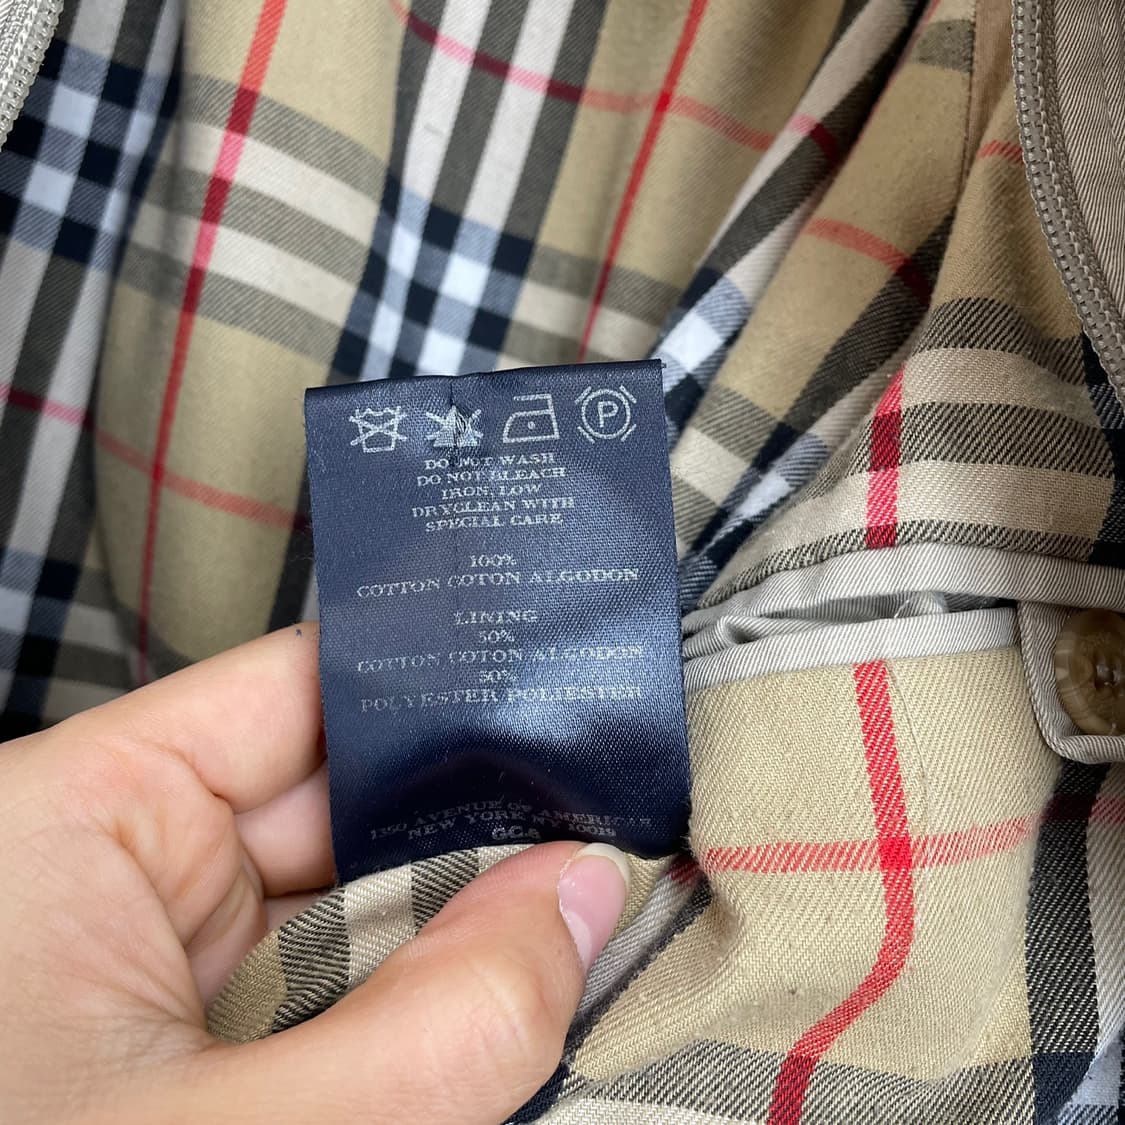 P
DO NOT WASH
DO NOT BLEACH
IRON, LOW
DRYCLEAN WITH
SPECIAL CARE
100%
COTTON COTON ALGODON
LINING
50%
COTTON COTON ALGODON
50%
POLYESTER POLIESTER
1350 AVENUE OF AMERICAS
NEW YORK NY 10019